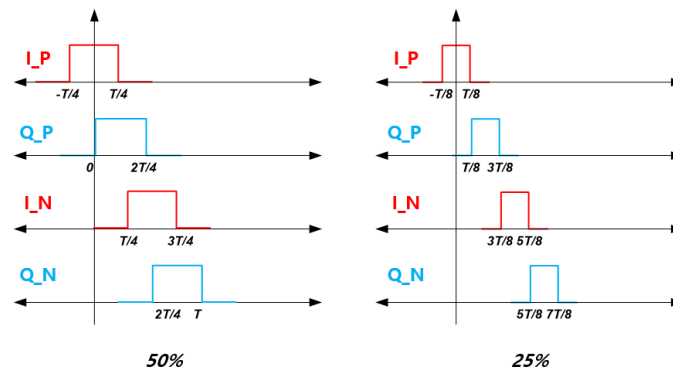 I_P
-T/4 T/4
Q_P
0 2T/4
I_N
T/4 3T/4
Q_N
2T/4 T
50%
I_P
-T/8 T/8
Q_P
T/8 3T/8
I_N
3T/8 5T/8
Q_N
5T/8 7T/8
25%